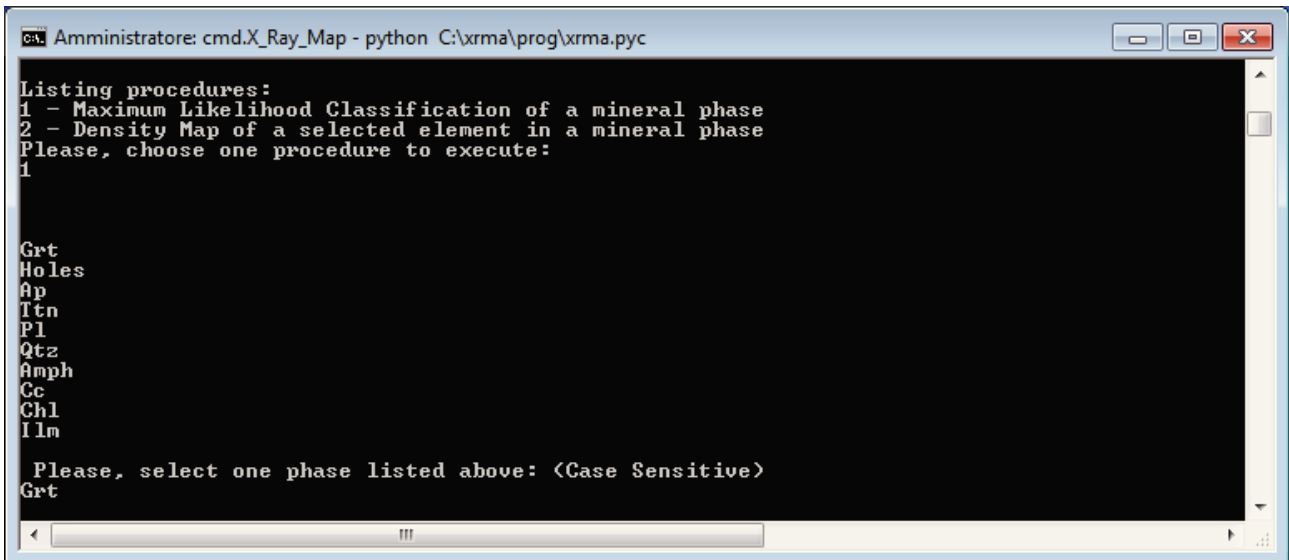 Amministratore: cmd.X_Ray_Map - python  C:\xrma\prog\xrma.pyc
Listing procedures:
1 - Maximum Likelihood Classification of a mineral phase
2 - Density Map of a selected element in a mineral phase
Please, choose one procedure to execute:
1
Grt
Holes
Ap
Ttn
Pl
Qtz
Amph
Cc
Chl
Ilm
Please, select one phase listed above: (Case Sensitive)
Grt